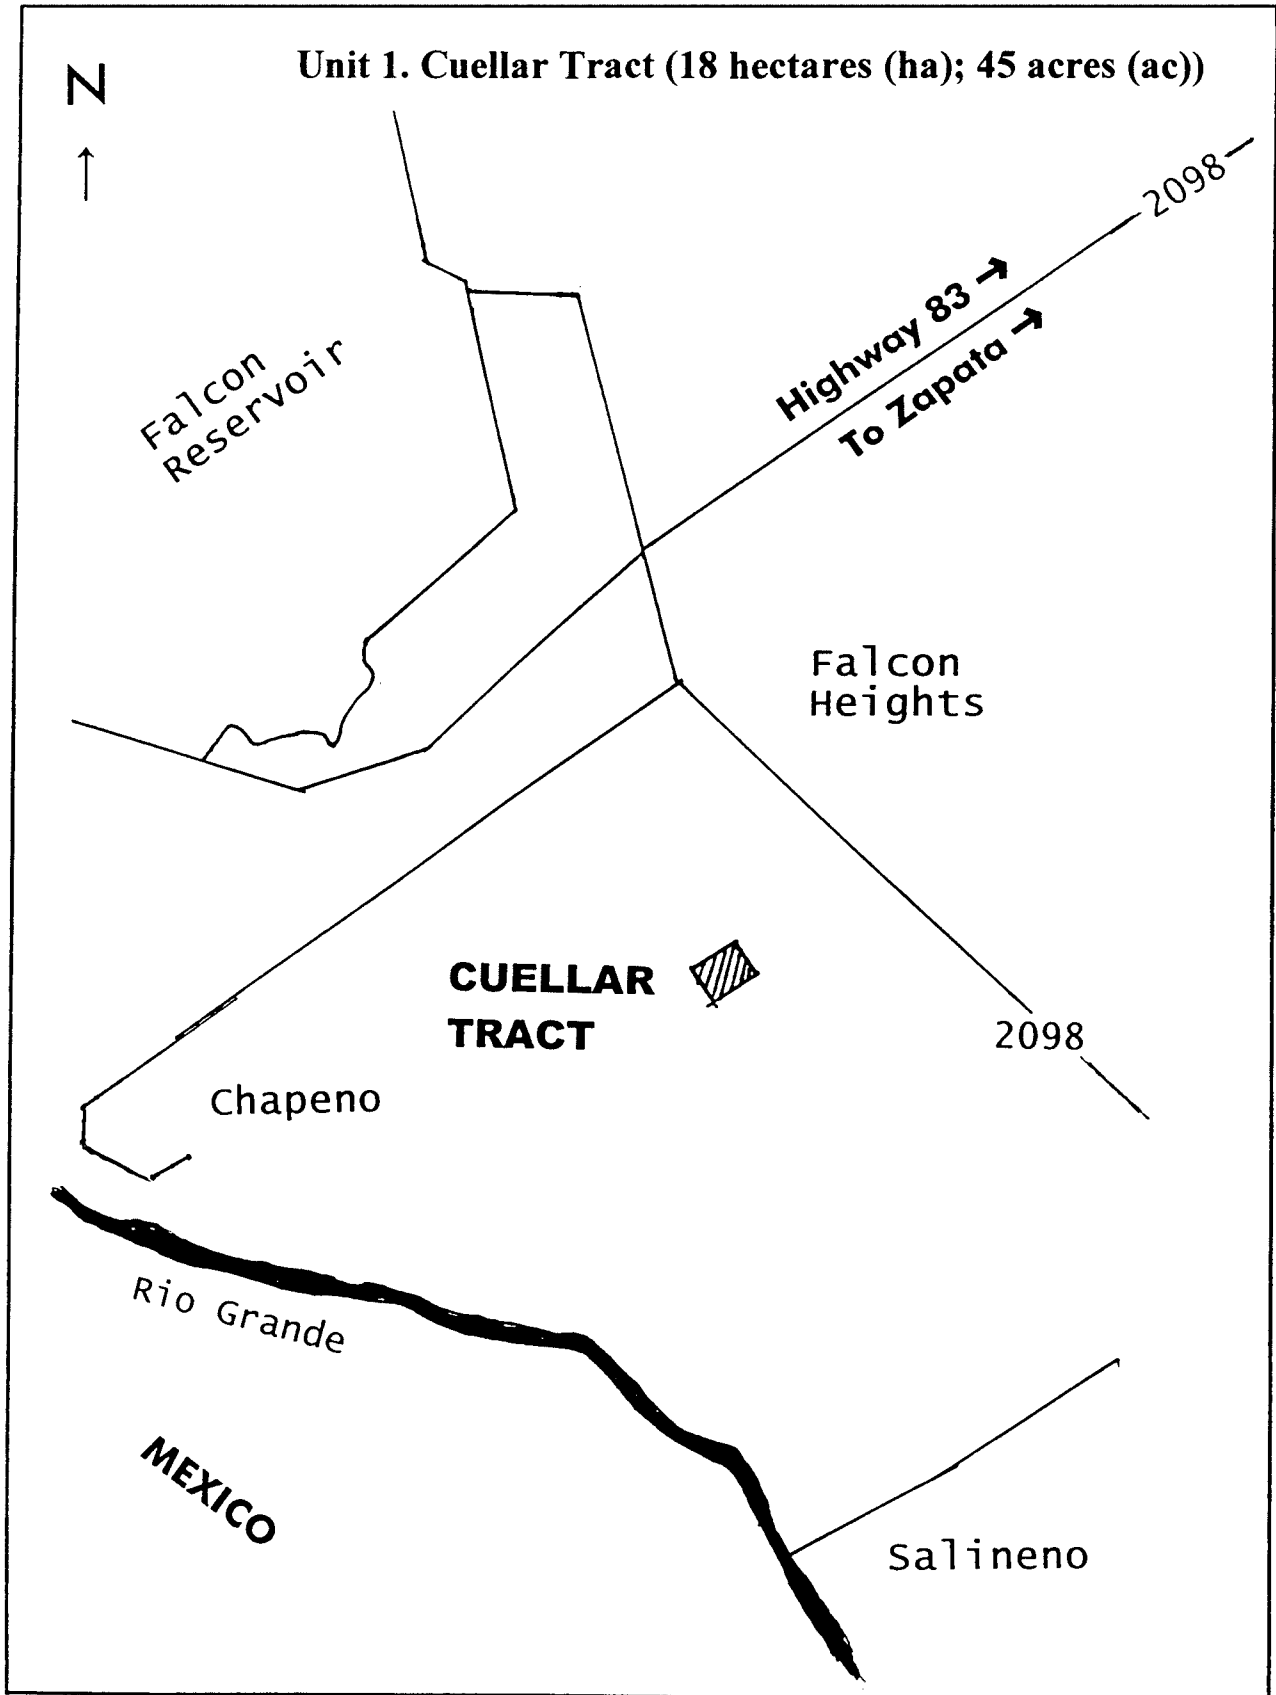 Unit 1. Cuellar Tract (18 hectares (ha); 45 acres (ac))
N
2098
Highway 83 →
To Zapata →
Falcon
Reservoir
Falcon
Heights
CUELLAR
TRACT
2098
Chapeno
Rio Grande
MEXICO
Salineno